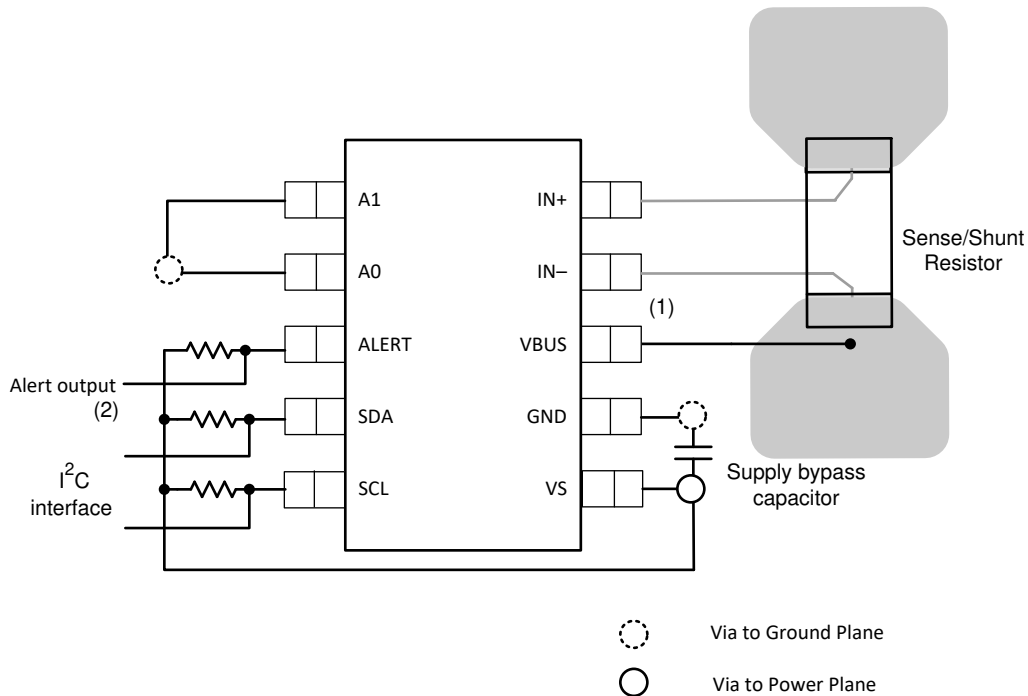 A1
IN+
A0
IN–
Sense/Shunt
Resistor
(1)
ALERT
VBUS
Alert output
(2)
SDA
GND
I²C
interface
SCL
VS
Supply bypass
capacitor
Via to Ground Plane
Via to Power Plane